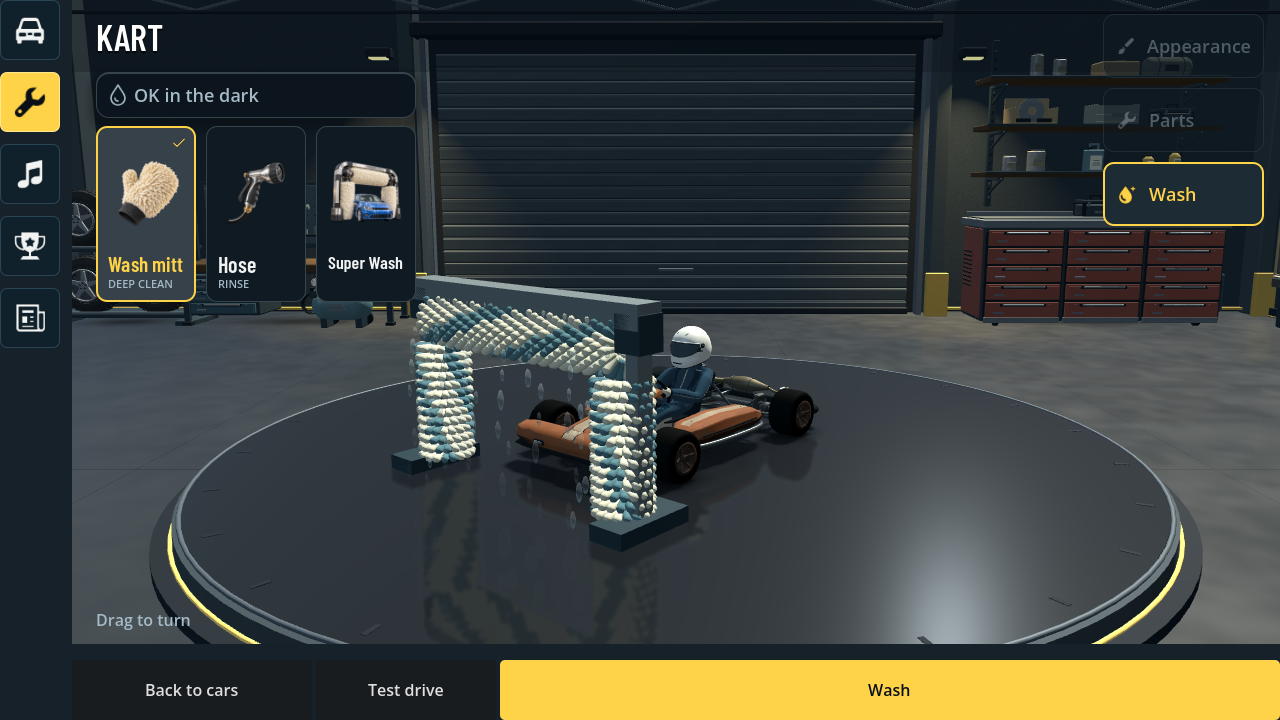 KART
OK in the dark
Wash mitt
DEEP CLEAN
Hose
RINSE
Super Wash
Appearance
Parts
Wash
Drag to turn
Back to cars
Test drive
Wash